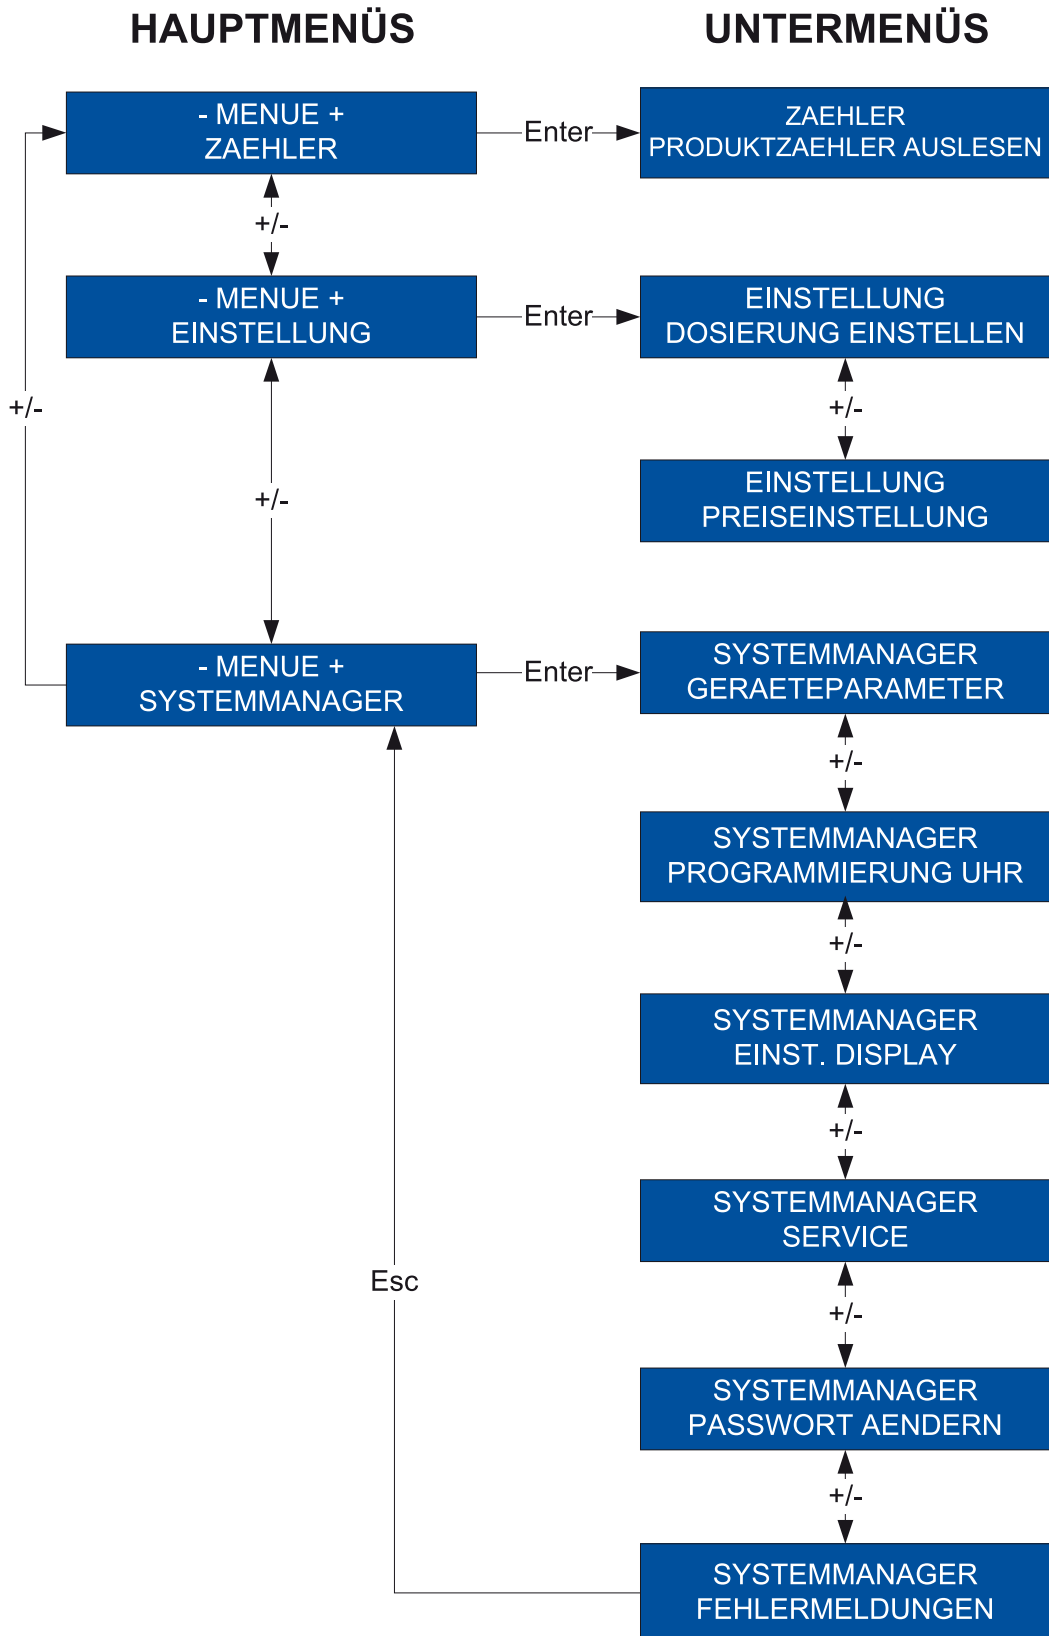 HAUPTMENÜS
UNTERMENÜS
- MENUE +
ZAEHLER
Enter
ZAEHLER
PRODUKTZAEHLER AUSLESEN
+/-
- MENUE +
EINSTELLUNG
Enter
EINSTELLUNG
DOSIERUNG EINSTELLEN
+/-
+/-
EINSTELLUNG
PREISEINSTELLUNG
+/-
- MENUE +
SYSTEMMANAGER
Enter
SYSTEMMANAGER
GERAETEPARAMETER
+/-
SYSTEMMANAGER
PROGRAMMIERUNG UHR
+/-
SYSTEMMANAGER
EINST. DISPLAY
+/-
SYSTEMMANAGER
SERVICE
Esc
+/-
SYSTEMMANAGER
PASSWORT AENDERN
+/-
SYSTEMMANAGER
FEHLERMELDUNGEN